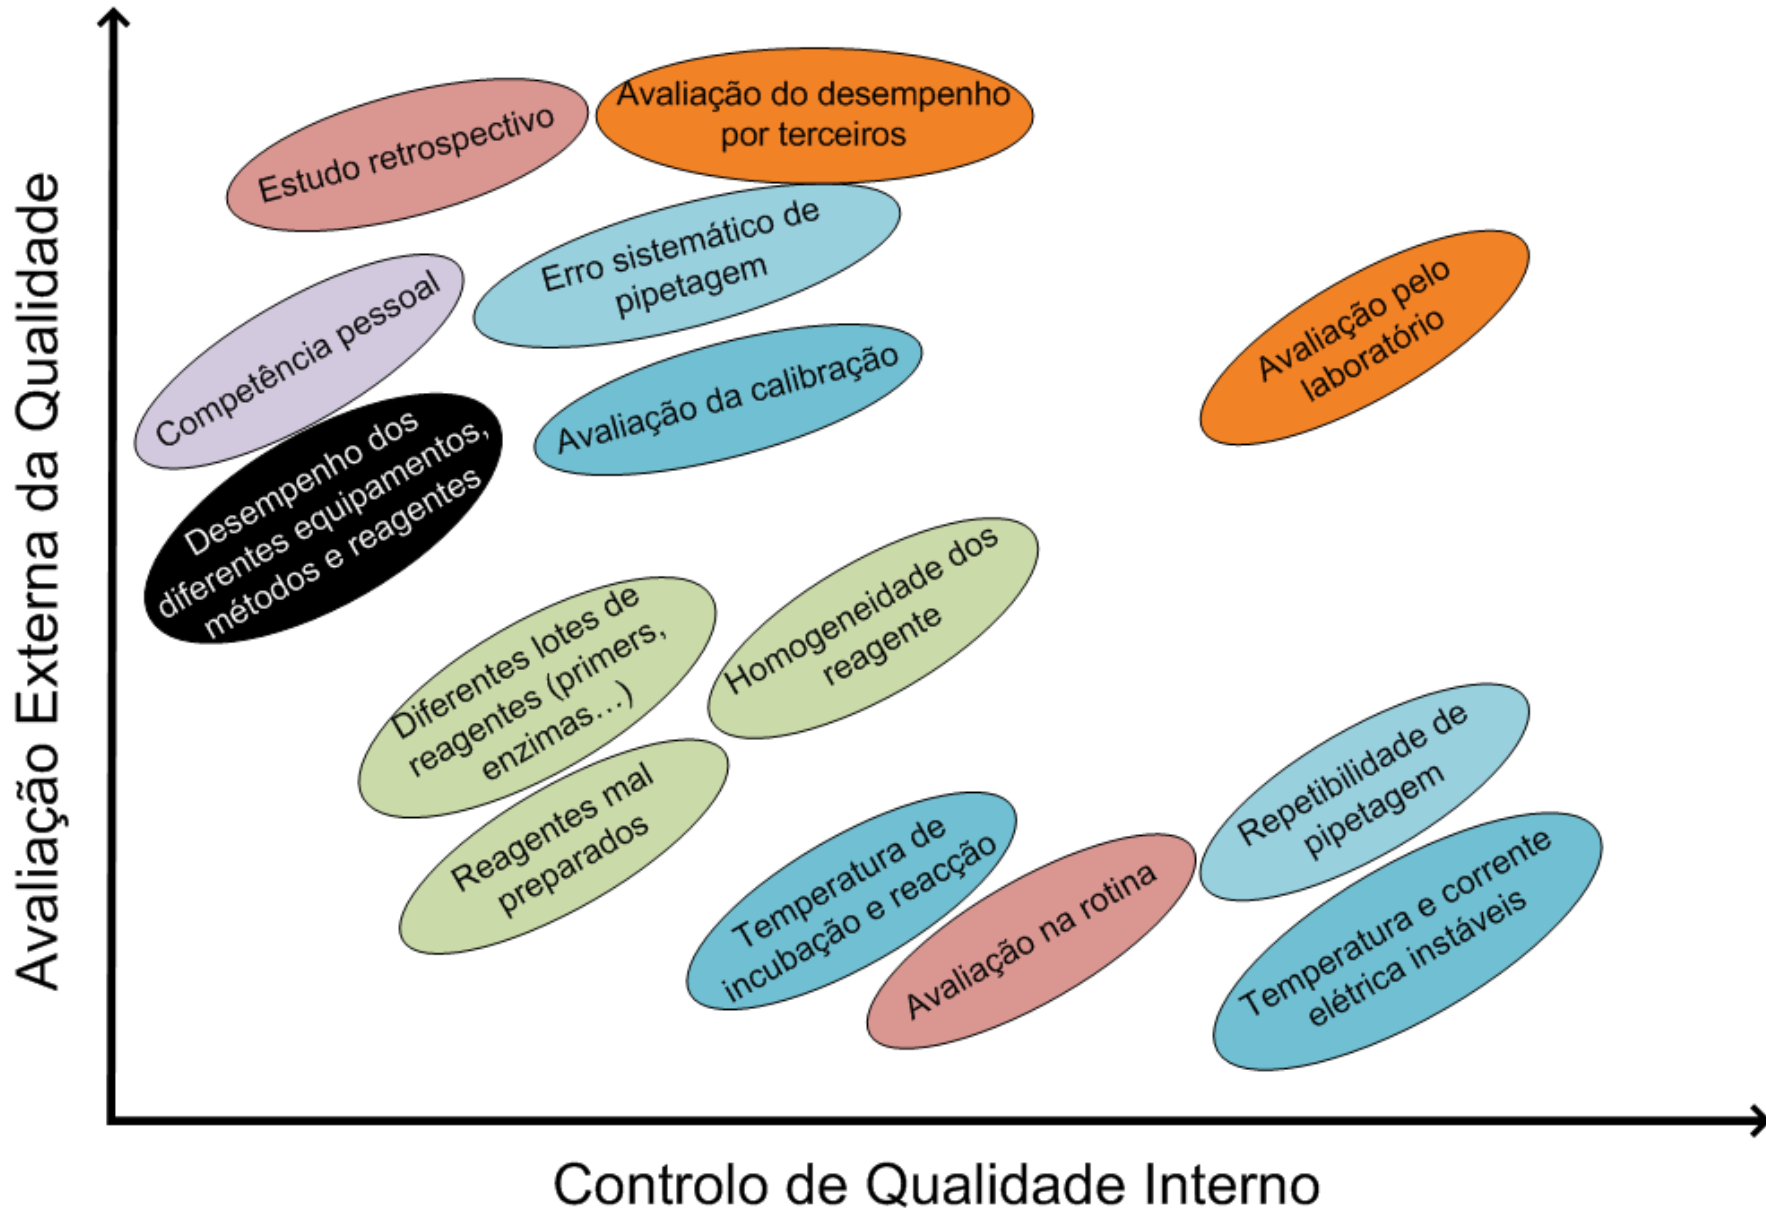 Avaliação Externa da Qualidade
Estudo retrospectivo
Avaliação do desempenho
por terceiros
Erro sistemático de
pipetagem
Competência pessoal
Avaliação da calibração
Avaliação pelo
laboratório
Desempenho dos
diferentes equipamentos,
métodos e reagentes
Homogeneidade dos
reagente
Diferentes lotes de
reagentes (primers,
enzimas...)
Reagentes mal
preparados
Temperatura de
incubação e reacção
Avaliação na rotina
Repetibilidade de
pipetagem
Temperatura e corrente
elétrica instáveis
Controlo de Qualidade Interno